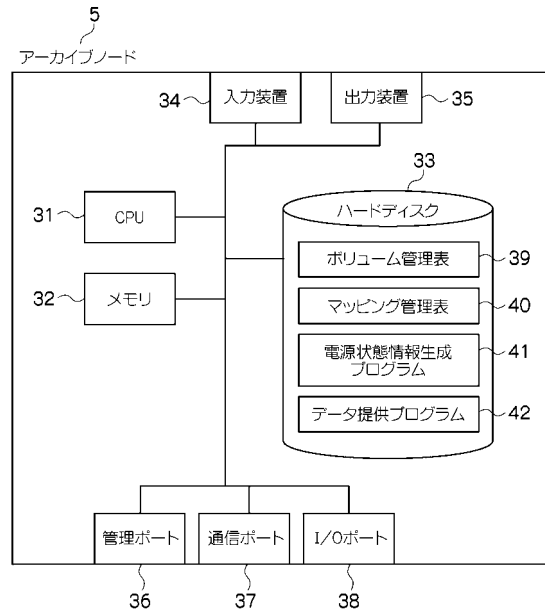 5
アーカイブノード
34
入力装置
出力装置
35
33
ハードディスク
31
CPU
ボリューム管理表
39
32
メモリ
マッピング管理表
40
電源状態情報生成
プログラム
41
データ提供プログラム
42
管理ポート
通信ポート
I/Oポート
36
37
38